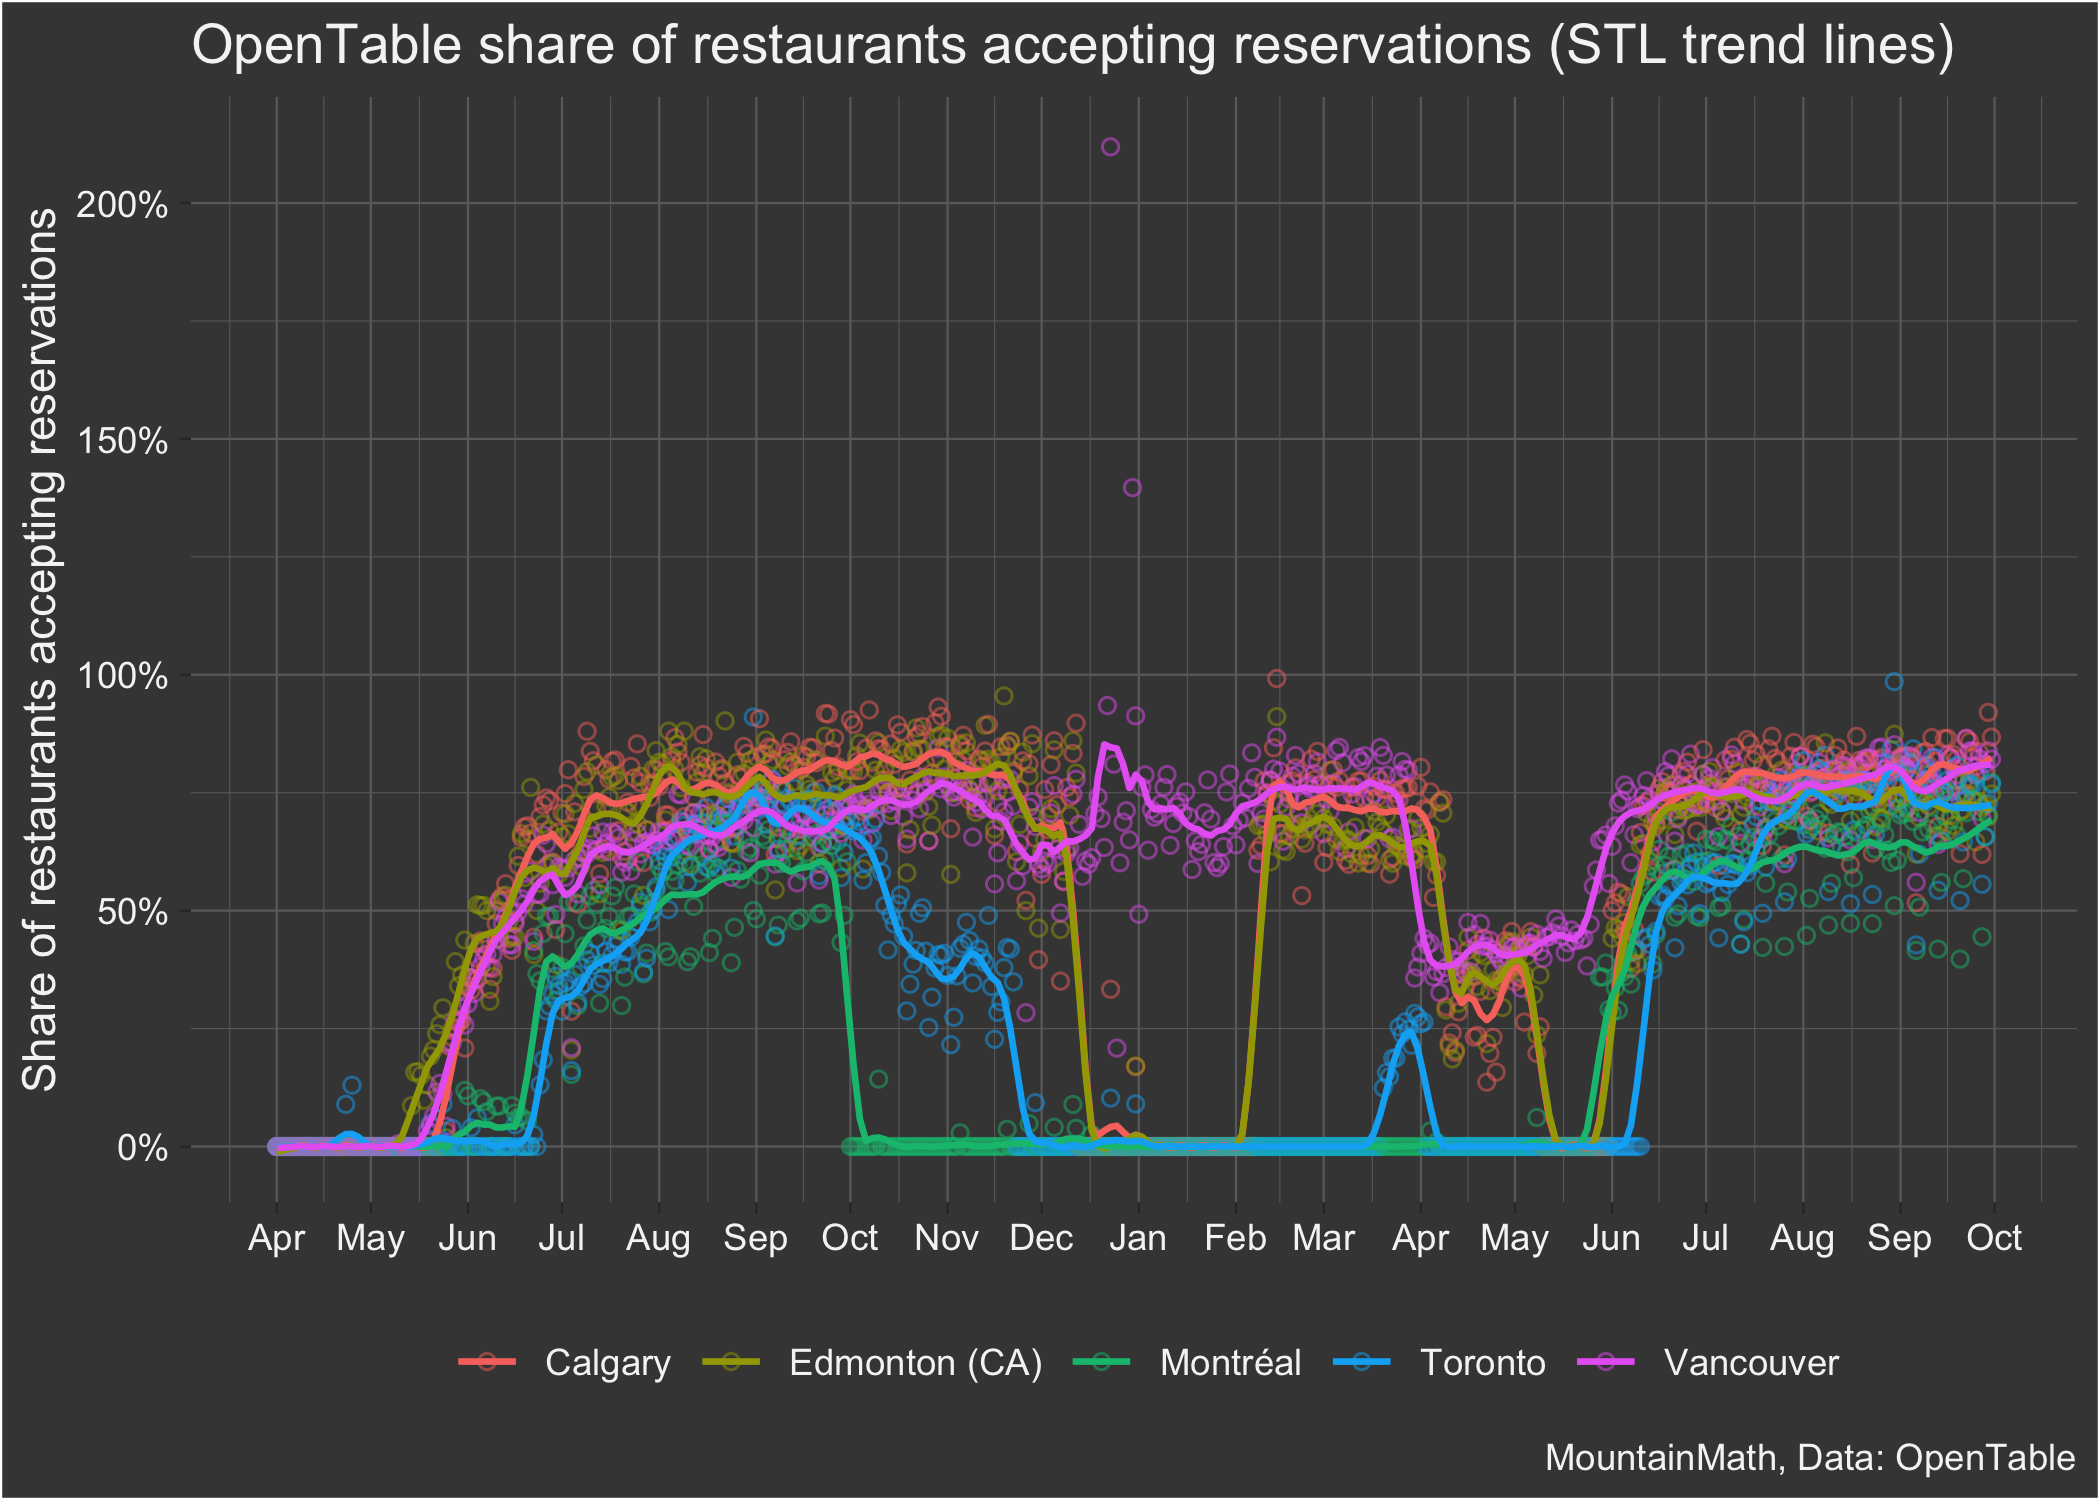 OpenTable share of restaurants accepting reservations (STL trend lines)
Share of restaurants accepting reservations
200%
150%
100%
50%
0%
Apr May Jun Jul Aug Sep Oct Nov Dec Jan Feb Mar Apr May Jun Jul Aug Sep Oct
Calgary Edmonton (CA) Montréal Toronto Vancouver
MountainMath, Data: OpenTable